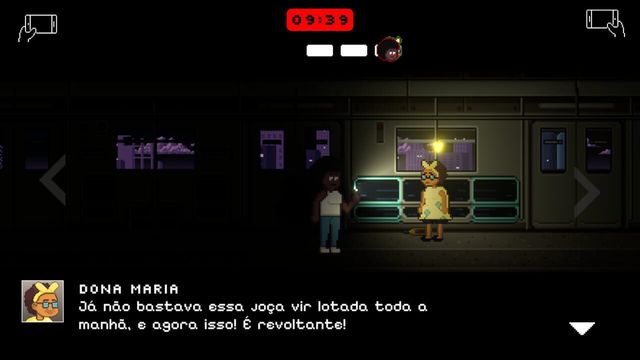 09:39
DONA MARIA
Já não bastava essa joça vir lotada toda a
manhã, e agora isso! É revoltante!